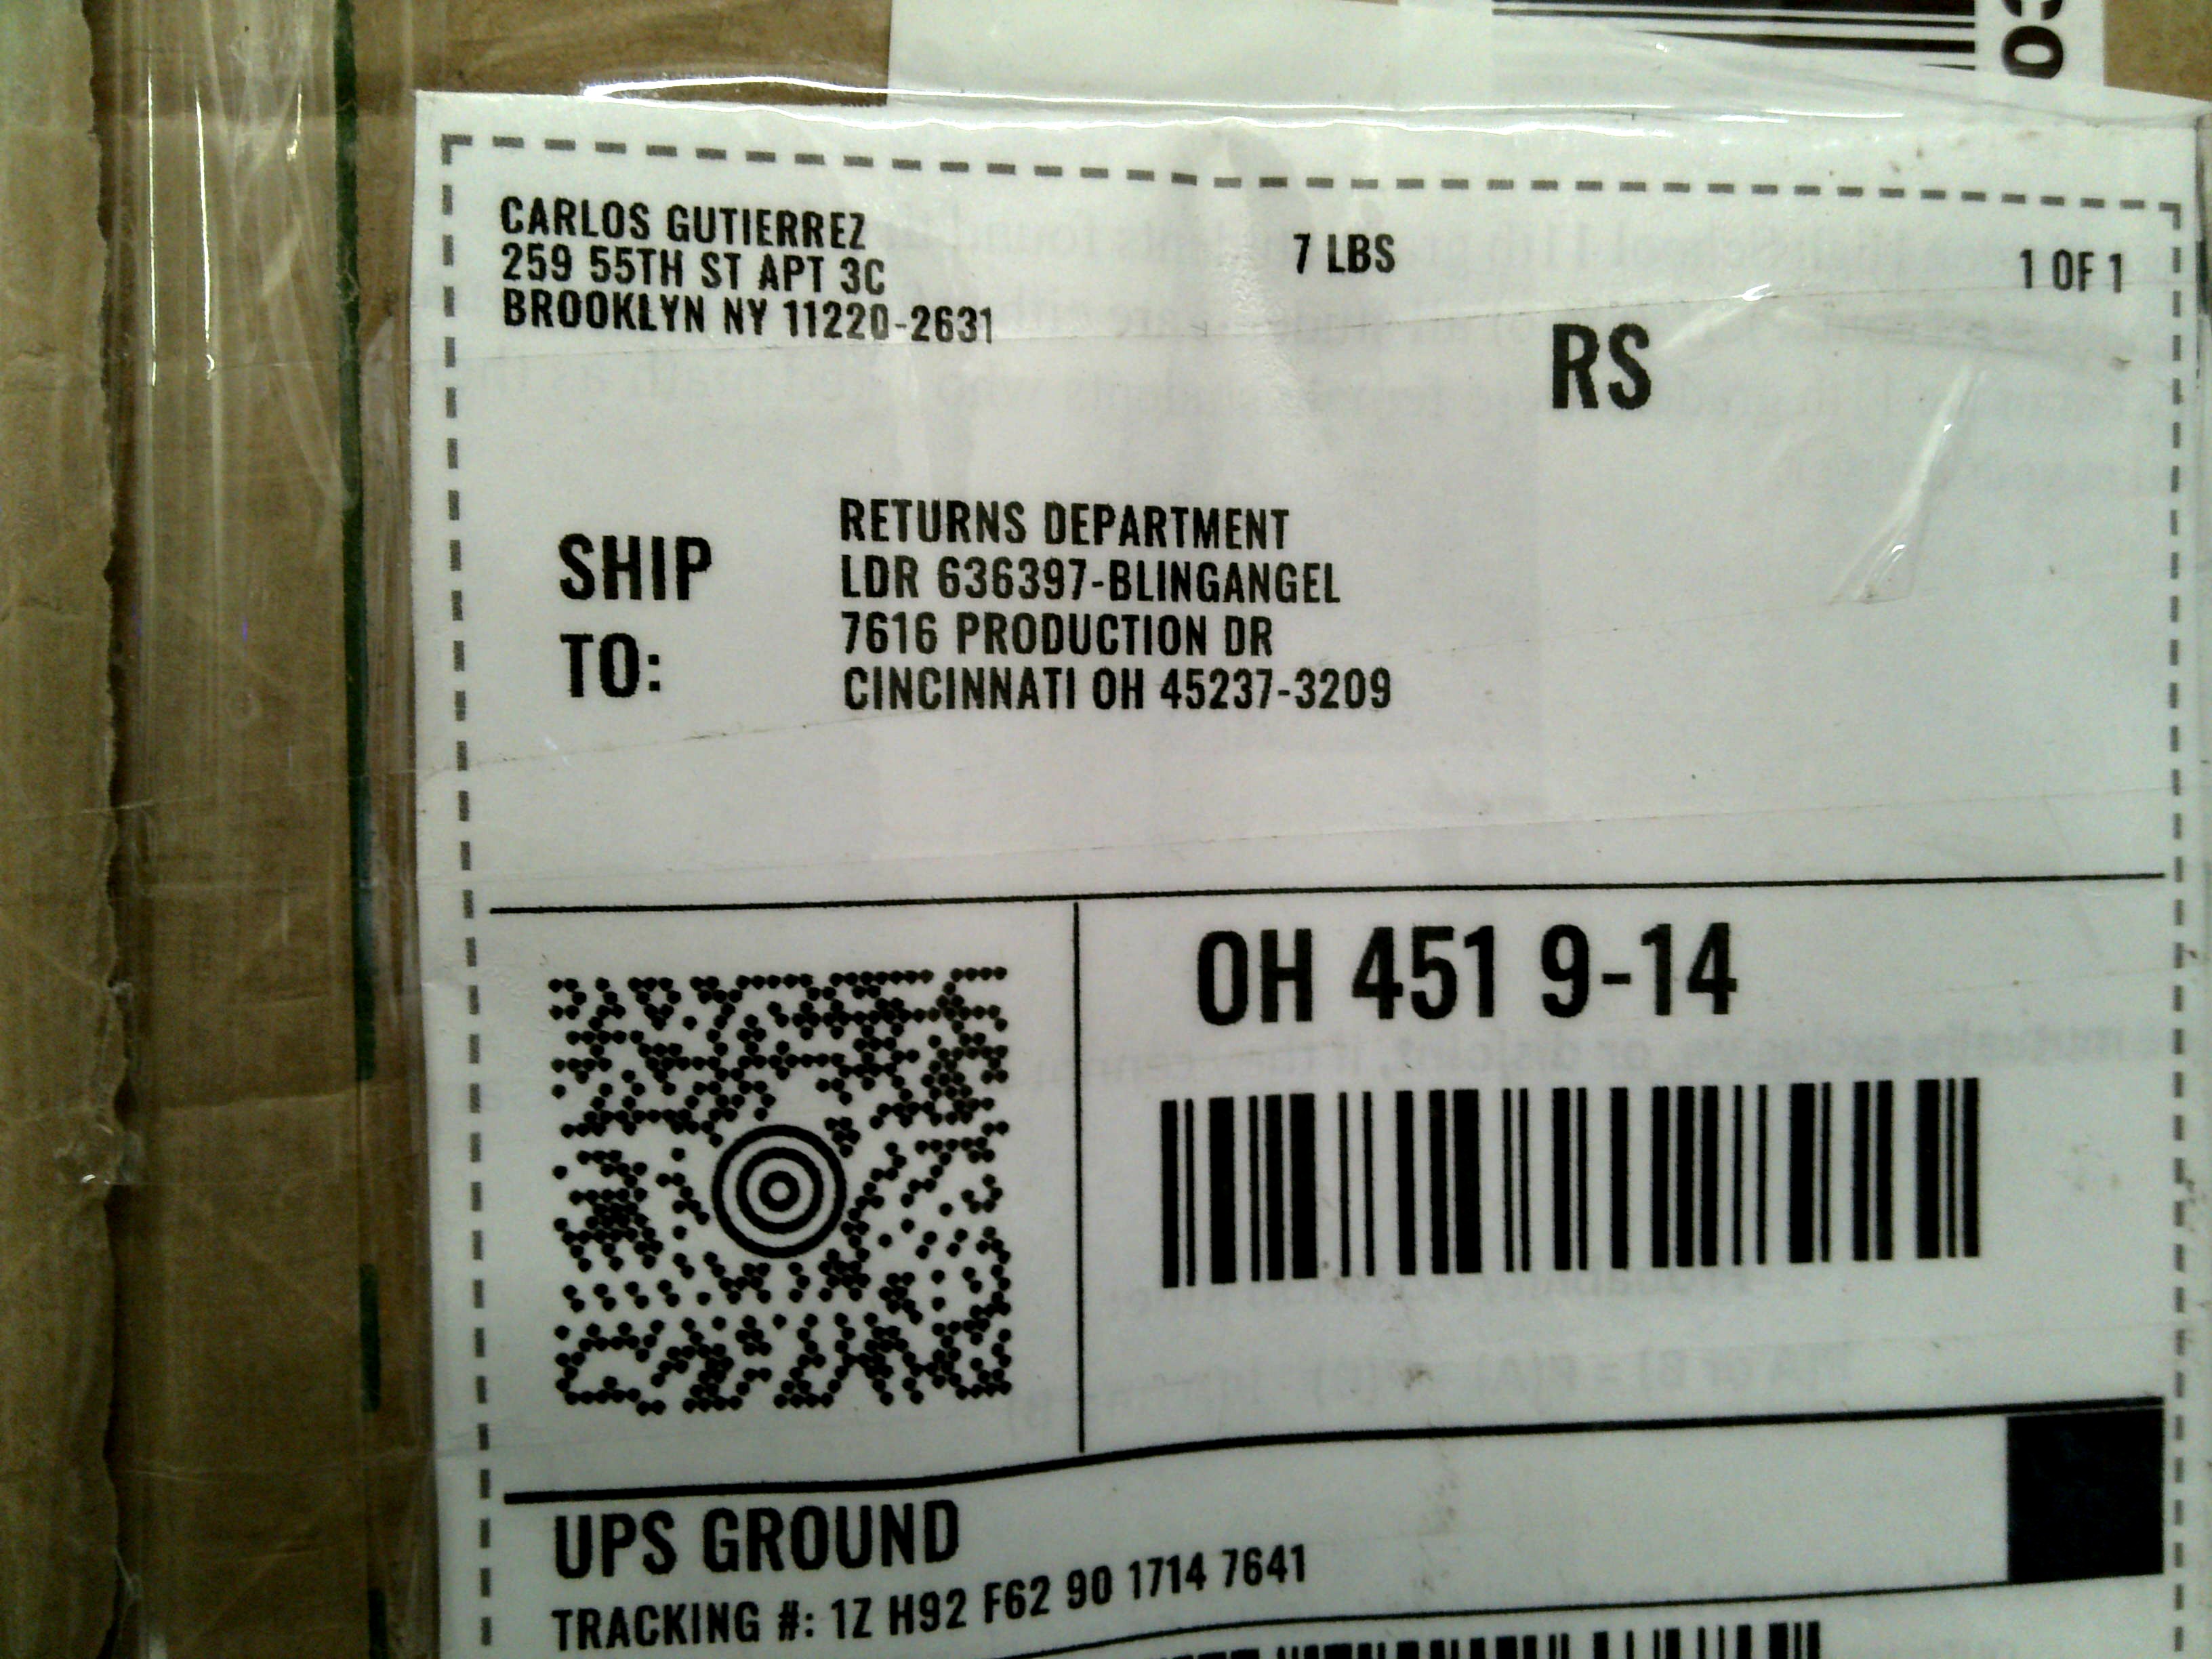 CARLOS GUTIERREZ
259 55TH ST APT 3C
BROOKLYN NY 11220-2631
7 LBS
1 OF 1
RS
SHIP
TO:
RETURNS DEPARTMENT
LDR 636397-BLINGANGEL
7616 PRODUCTION DR
CINCINNATI OH 45237-3209
OH 451 9-14
UPS GROUND
TRACKING #: 1Z H92 F62 90 1714 7641